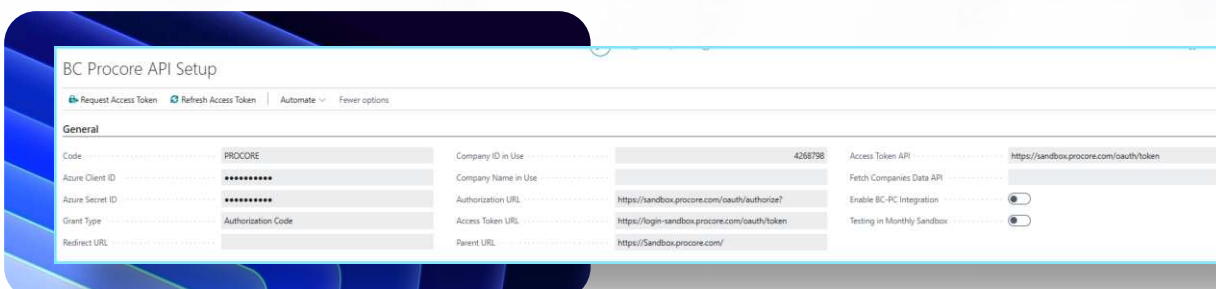 BC Procore API Setup
Request Access Token Refresh Access Token Automate Fewer options
General
Code PROCORE Company ID in Use 4268798 Access Token API https://sandbox.procore.com/oauth/token
Azure Client ID •••••••••• Company Name in Use Fetch Companies Data API
Azure Secret ID •••••••••• Authorization URL https://sandbox.procore.com/oauth/authorize? Enable BC-PC Integration
Grant Type Authorization Code Access Token URL https://login-sandbox.procore.com/oauth/token Testing in Monthly Sandbox
Redirect URL Parent URL https://Sandbox.procore.com/